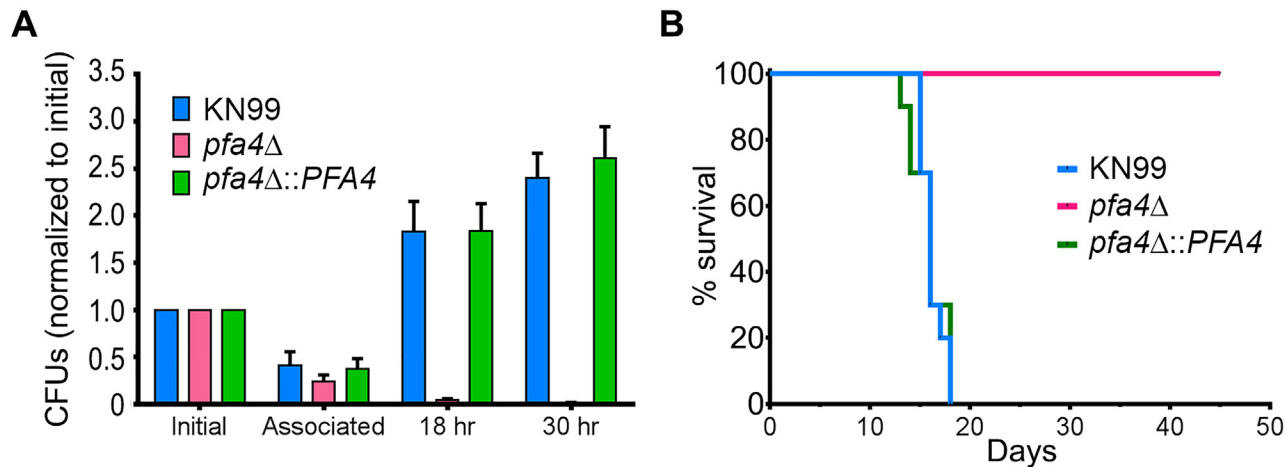 A
CFUs (normalized to initial)
3.5
3.0
2.5
2.0
1.5
1.0
0.5
0
KN99
pfa4Δ
pfa4Δ::PFA4
Initial Associated 18 hr 30 hr
B
% survival
100
80
60
40
20
0
KN99
pfa4Δ
pfa4Δ::PFA4
0 10 20 30 40 50
Days